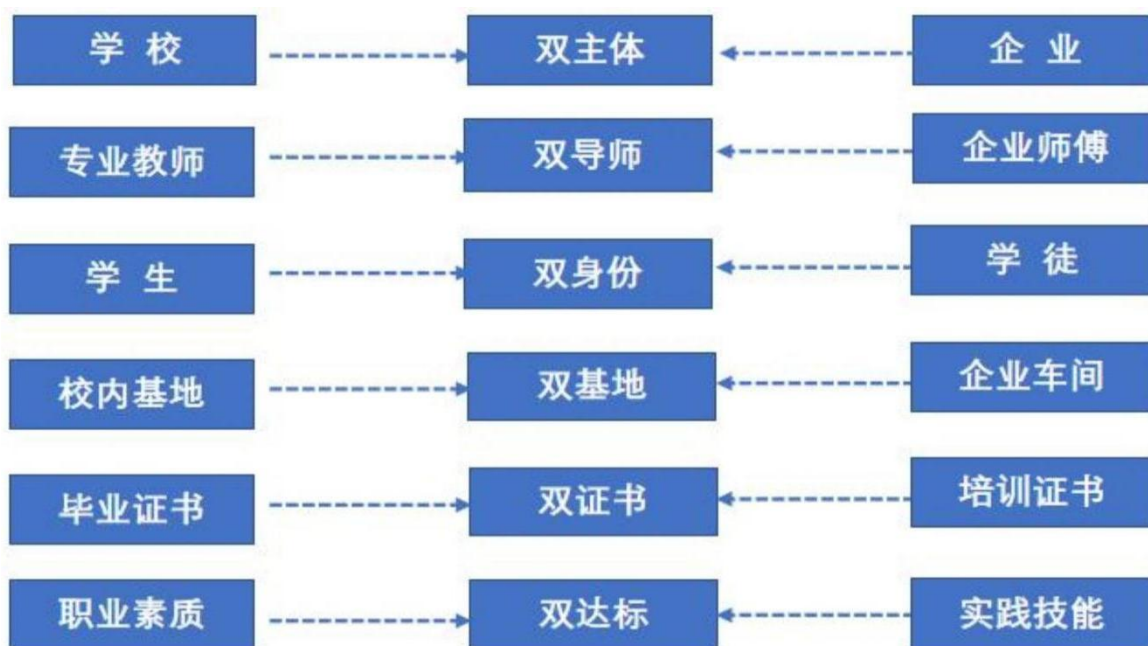 学 校 双主体 企 业
专业教师 双导师 企业师傅
学 生 双身份 学 徒
校内基地 双基地 企业车间
毕业证书 双证书 培训证书
职业素质 双达标 实践技能